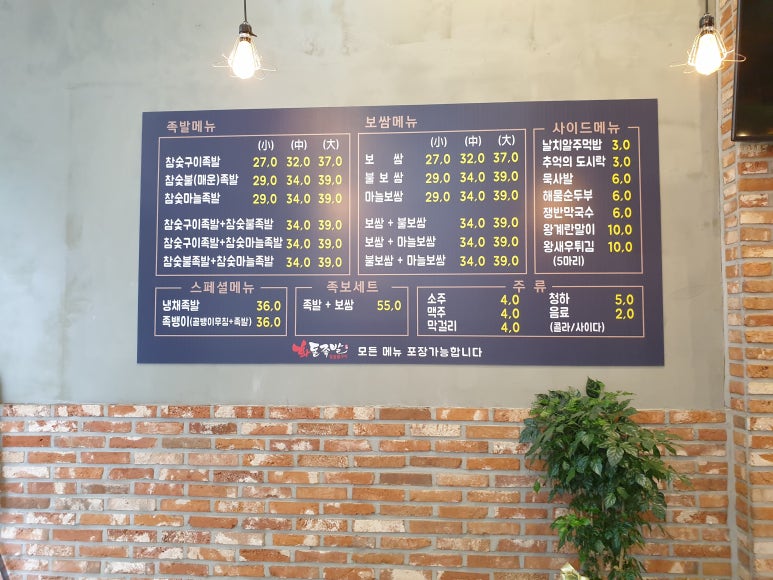 족발메뉴
(小) (中) (大)
참숯구이족발 27,0 32,0 37,0
참숯불(매운)족발 29,0 34,0 39,0
참숯마늘족발 29,0 34,0 39,0
참숯구이족발+참숯불족발 34,0 39,0
참숯구이족발+참숯마늘족발 34,0 39,0
참숯불족발+참숯마늘족발 34,0 39,0
보쌈메뉴
(小) (中) (大)
보 쌈 27,0 32,0 37,0
불 보 쌈 29,0 34,0 39,0
마늘보쌈 29,0 34,0 39,0
보쌈 + 불보쌈 34,0 39,0
보쌈 + 마늘보쌈 34,0 39,0
불보쌈 + 마늘보쌈 34,0 39,0
사이드메뉴
날치알주먹밥 3,0
추억의 도시락 3,0
묵사발 6,0
해물순두부 6,0
쟁반막국수 6,0
왕계란말이 10,0
왕새우튀김 10,0
(5마리)
스페셜메뉴
냉채족발 36,0
족뱅이(골뱅이무침+족발) 36,0
족보세트
족발 + 보쌈 55,0
주 류
소주 4,0
맥주 4,0
막걸리 4,0
청하 5,0
음료 2,0
(콜라/사이다)
돈족발
모든 메뉴 포장가능합니다